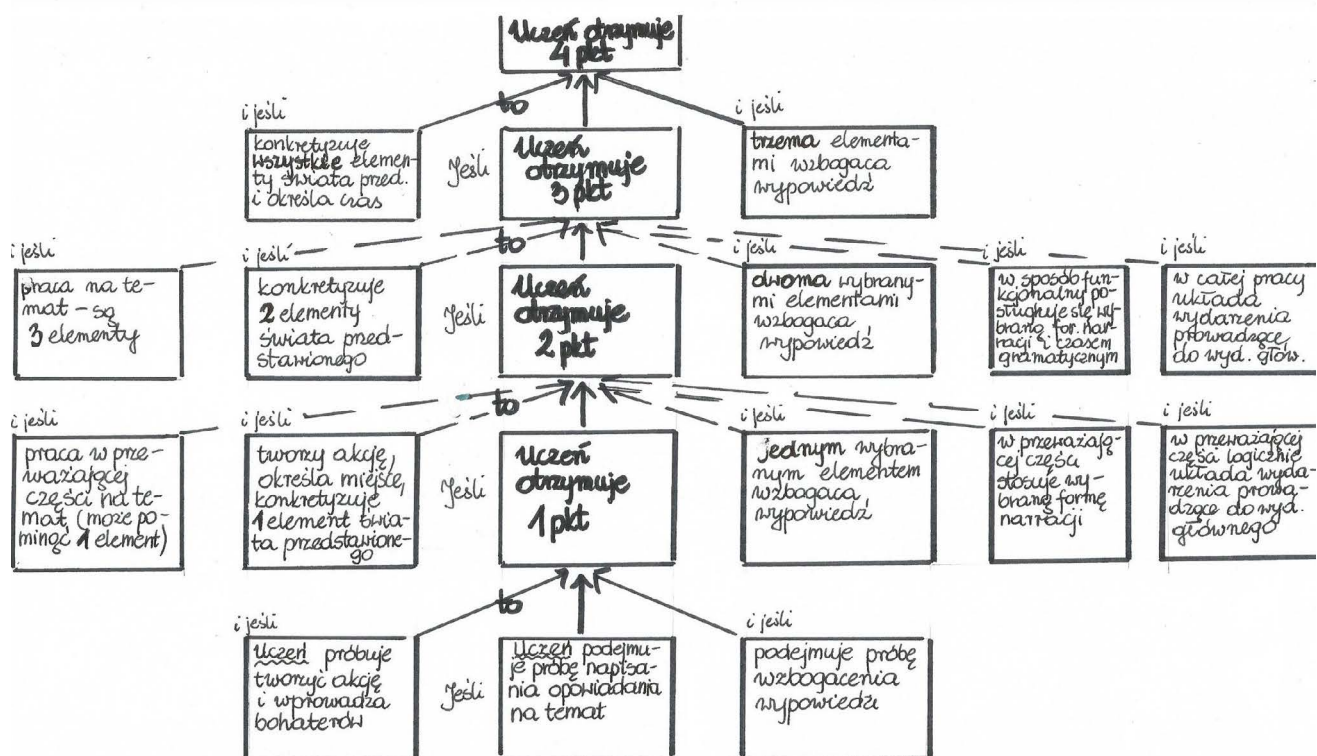 Uczeń otrzymuje
4 pkt
to
i jeśli
konkretyzuje
wszystkie elemen-
ty świata przed.
i określa czas
Jeśli
Uczeń
otrzymuje
3 pkt
i jeśli
trzema elementa-
mi wzbogaca
wypowiedź
to
i jeśli
praca na te-
mat – są
3 elementy
i jeśli
konkretyzuje
2 elementy
świata przed-
stawionego
Jeśli
Uczeń
otrzymuje
2 pkt
i jeśli
dwoma wybrany-
mi elementami
wzbogaca
wypowiedź
i jeśli
w sposób fun-
kcjonalny po-
sługuje się wy-
braną for. nar-
racji i czasem
gramatycznym
i jeśli
w całej pracy
układa
wydarzenia
prowadzące
do wyd. głów.
to
i jeśli
praca w prze-
ważającej
części na te-
mat (może po-
minąć 1 element)
i jeśli
tworzy akcję,
określa miejsce,
konkretyzuje
1 element świa-
ta przedstawione-
go
Jeśli
Uczeń
otrzymuje
1 pkt
i jeśli
jednym wybra-
nym elementem
wzbogaca
wypowiedź
i jeśli
w przeważają-
cej części
stosuje wy-
braną formę
narracji
i jeśli
w przeważającej
części logicznie
układa wyda-
rzenia prowa-
dzące do wyd.
głównego
to
i jeśli
Uczeń próbuje
tworzyć akcję
i wprowadza
bohaterów
Jeśli
Uczeń podejmu-
je próbę napisa-
nia opowiadania
na temat
i jeśli
podejmuje próbę
wzbogacenia
wypowiedzi